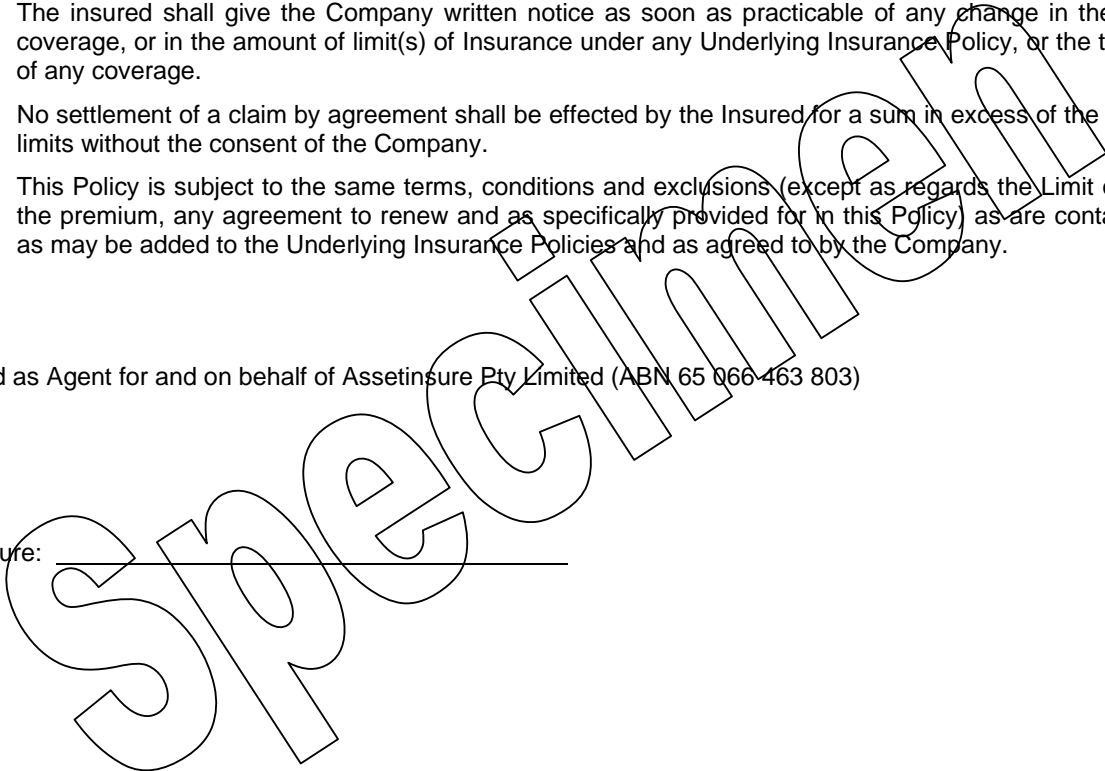 The insured shall give the Company written notice as soon as practicable of any change in the
coverage, or in the amount of limit(s) of Insurance under any Underlying Insurance Policy, or the t
of any coverage.
No settlement of a claim by agreement shall be effected by the Insured for a sum in excess of the
limits without the consent of the Company.
This Policy is subject to the same terms, conditions and exclusions (except as regards the Limit
the premium, any agreement to renew and as specifically provided for in this Policy) as are conta
as may be added to the Underlying Insurance Policies and as agreed to by the Company.
d as Agent for and on behalf of Assetinsure Pty Limited (ABN 65 066 463 803)
ure:
Specimen